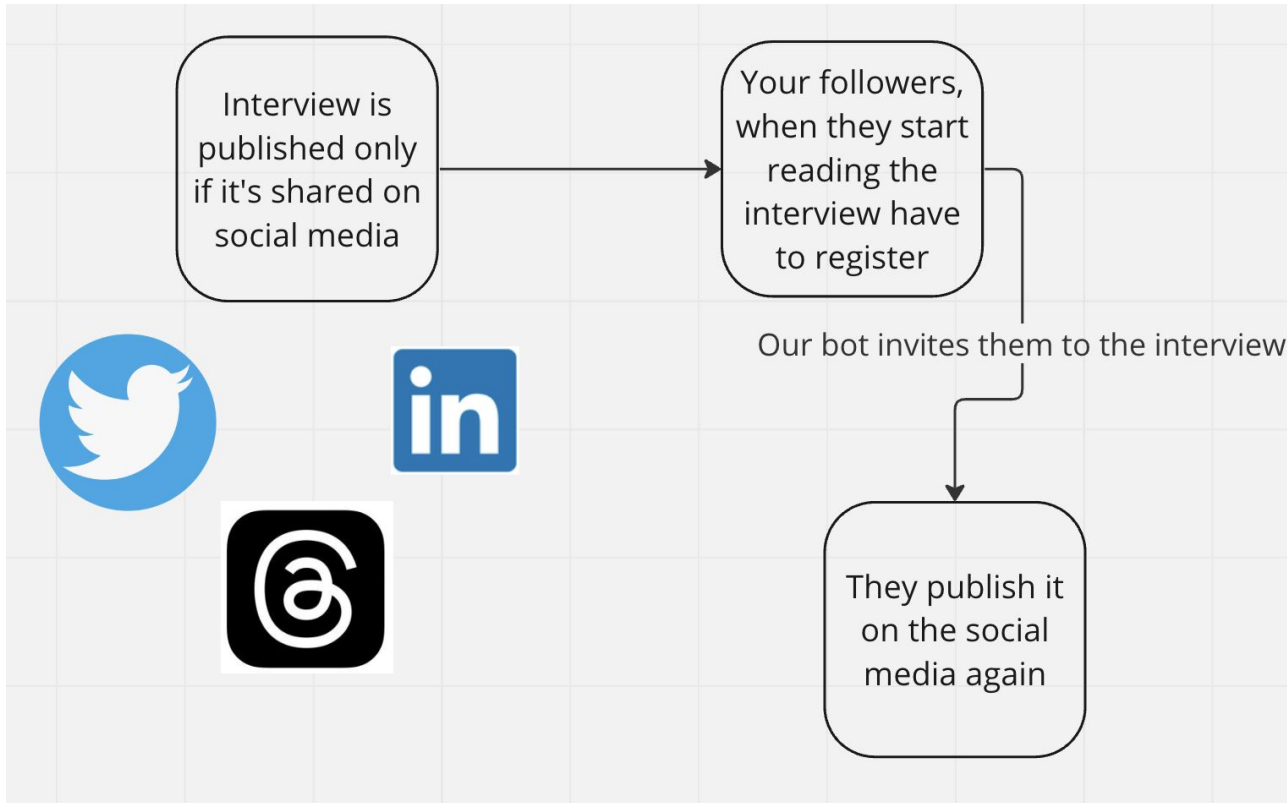 Interview is
published only
if it's shared on
social media
Your followers,
when they start
reading the
interview have
to register
Our bot invites them to the interview
They publish it
on the social
media again
in